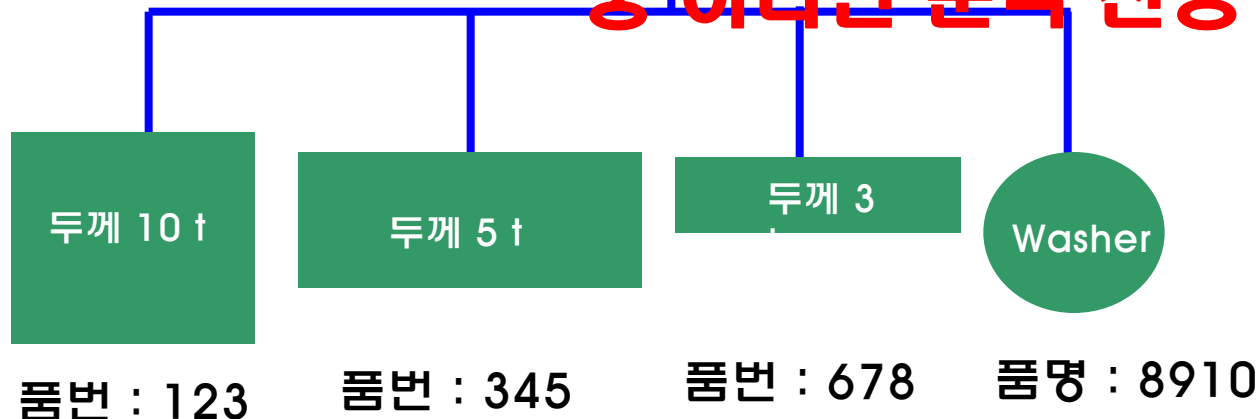 두께 10 t
두께 5 t
두께 3
Washer
품번 : 123
품번 : 345
품번 : 678
품명 : 8910